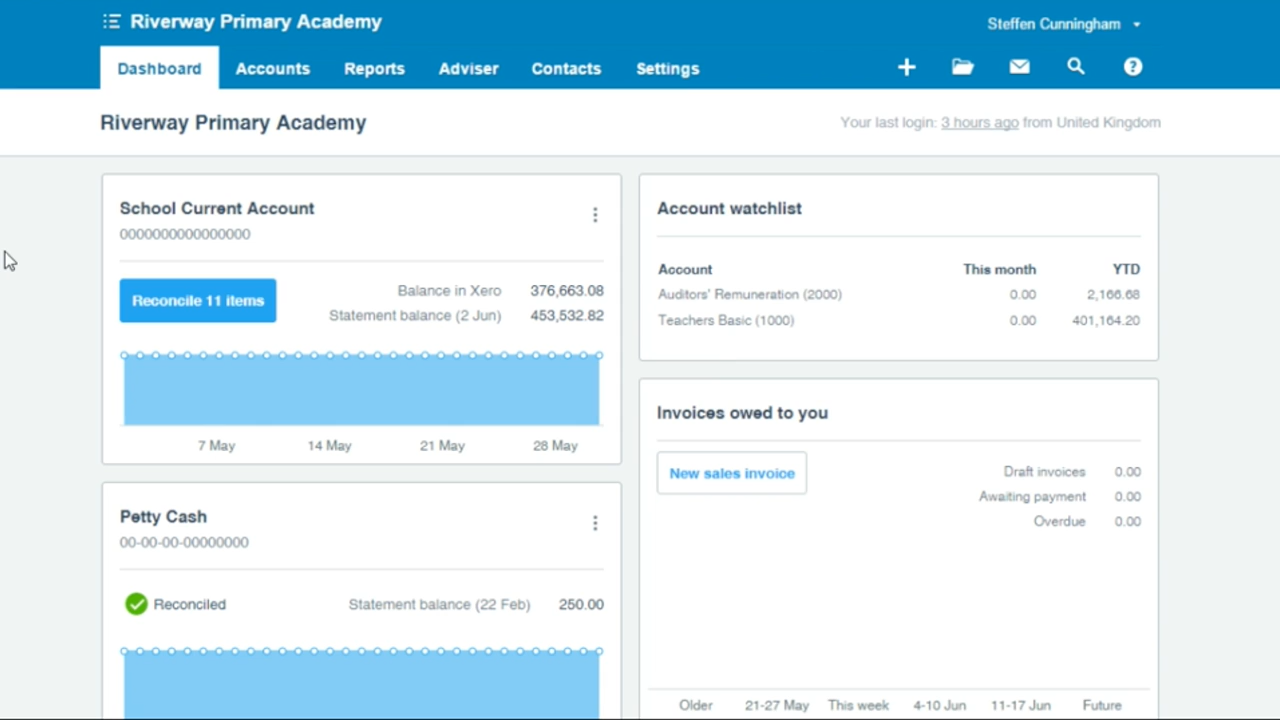 Riverway Primary Academy
Steffen Cunningham
Dashboard Accounts Reports Adviser Contacts Settings
Riverway Primary Academy
Your last login: 3 hours ago from United Kingdom
School Current Account
0000000000000000
Reconcile 11 items
Balance in Xero 376,663.08
Statement balance (2 Jun) 453,532.82
7 May 14 May 21 May 28 May
Petty Cash
00-00-00-00000000
Reconciled
Statement balance (22 Feb) 250.00
Account watchlist
Account This month YTD
Auditors' Remuneration (2000) 0.00 2,166.68
Teachers Basic (1000) 0.00 401,164.20
Invoices owed to you
New sales invoice
Draft invoices 0.00
Awaiting payment 0.00
Overdue 0.00
Older 21-27 May This week 4-10 Jun 11-17 Jun Future